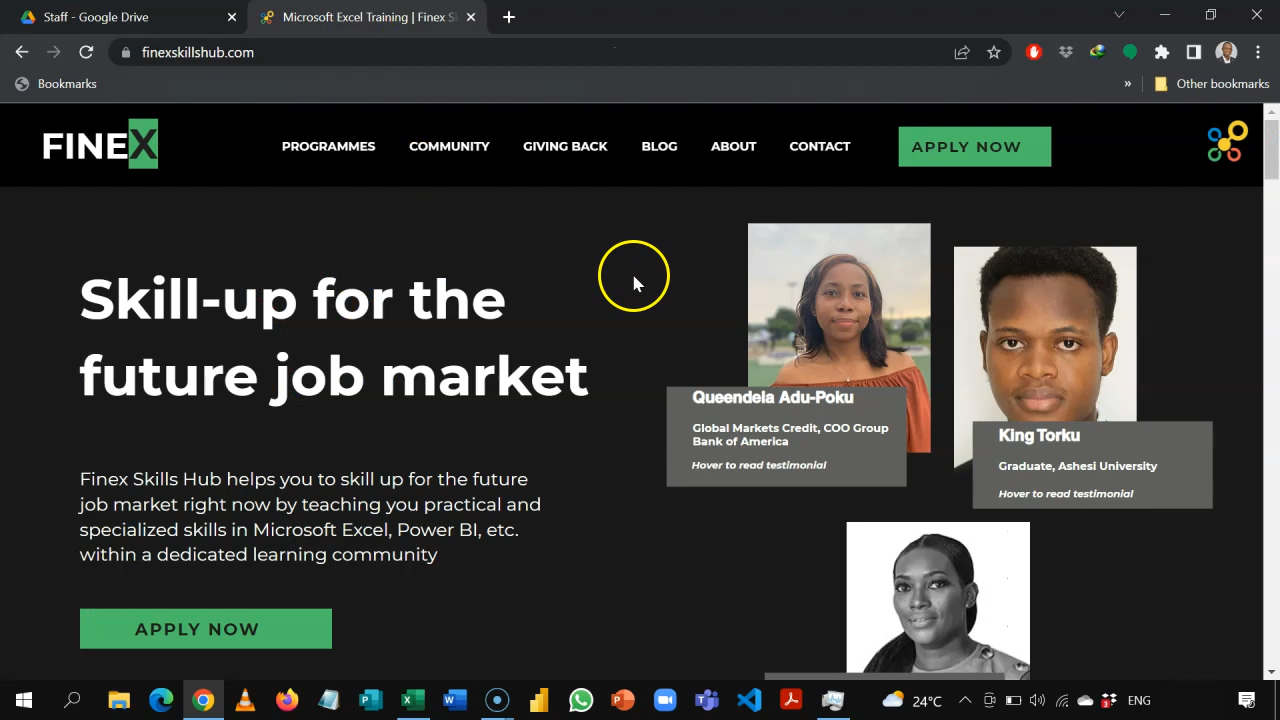 Staff - Google Drive
Microsoft Excel Training | Finex Sk
finexskillshub.com
Bookmarks
» Other bookmarks
FINEX
PROGRAMMES
COMMUNITY
GIVING BACK
BLOG
ABOUT
CONTACT
APPLY NOW
Skill-up for the
future job market
Finex Skills Hub helps you to skill up for the future
job market right now by teaching you practical and
specialized skills in Microsoft Excel, Power BI, etc.
within a dedicated learning community
APPLY NOW
Queendela Adu-Poku
Global Markets Credit, COO Group
Bank of America
Hover to read testimonial
King Torku
Graduate, Ashesi University
Hover to read testimonial
24°C
ENG